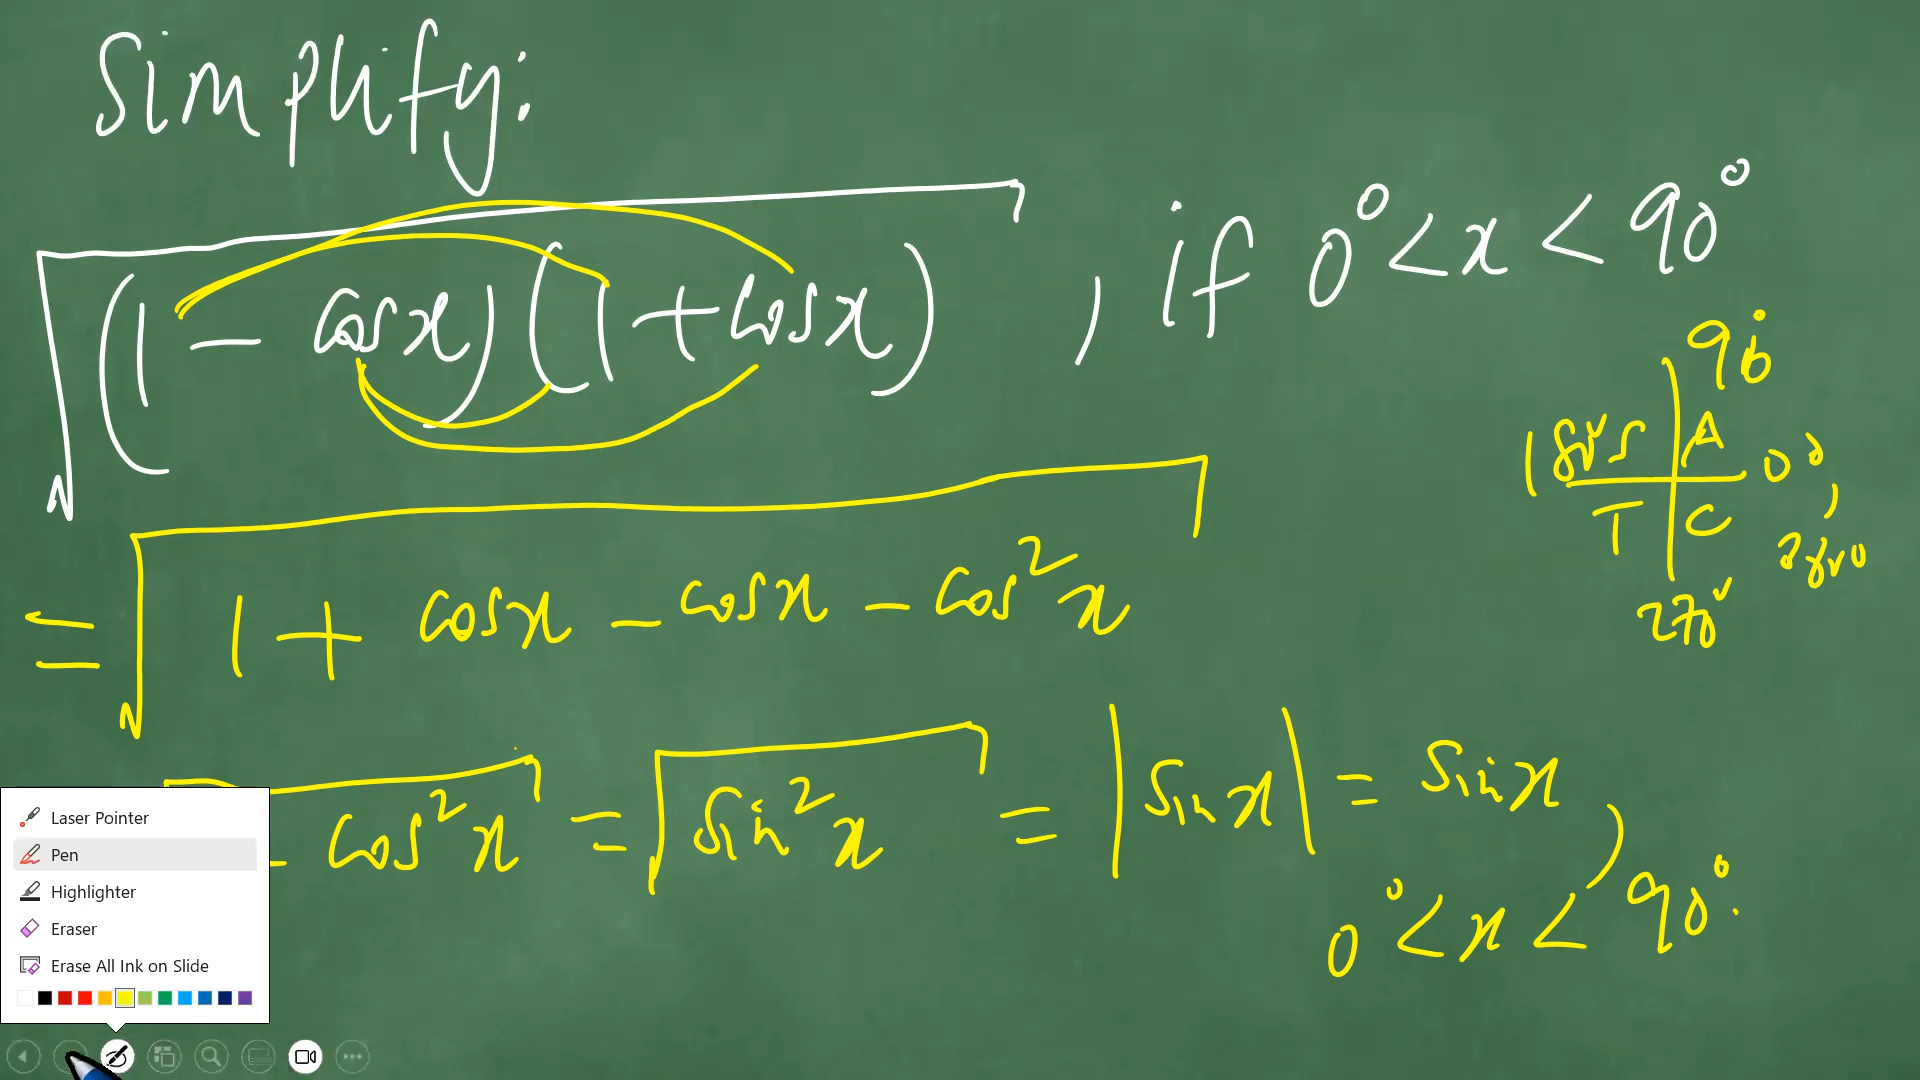 Simplify:
√(1 - cosx)(1 + cosx) , if 0° < x < 90°
90°
180° S A 0°,
T C 360
270°
= √1 + cosx - cosx - cos²x
- cos²x = √sin²x = |sinx| = sinx,
0° < x < 90°.
Laser Pointer
Pen
Highlighter
Eraser
Erase All Ink on Slide